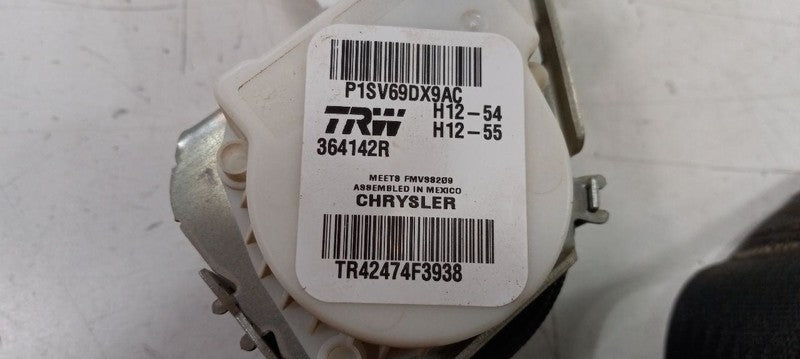 P1SV69DX9AC
TRW H12-54
H12-55
364142R
MEETS FMVSS209
ASSEMBLED IN MEXICO
CHRYSLER
TR42474F3938